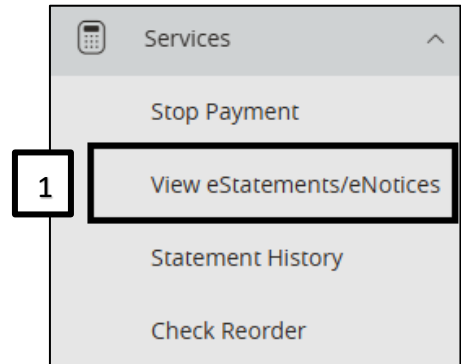 Services
Stop Payment
1
View eStatements/eNotices
Statement History
Check Reorder